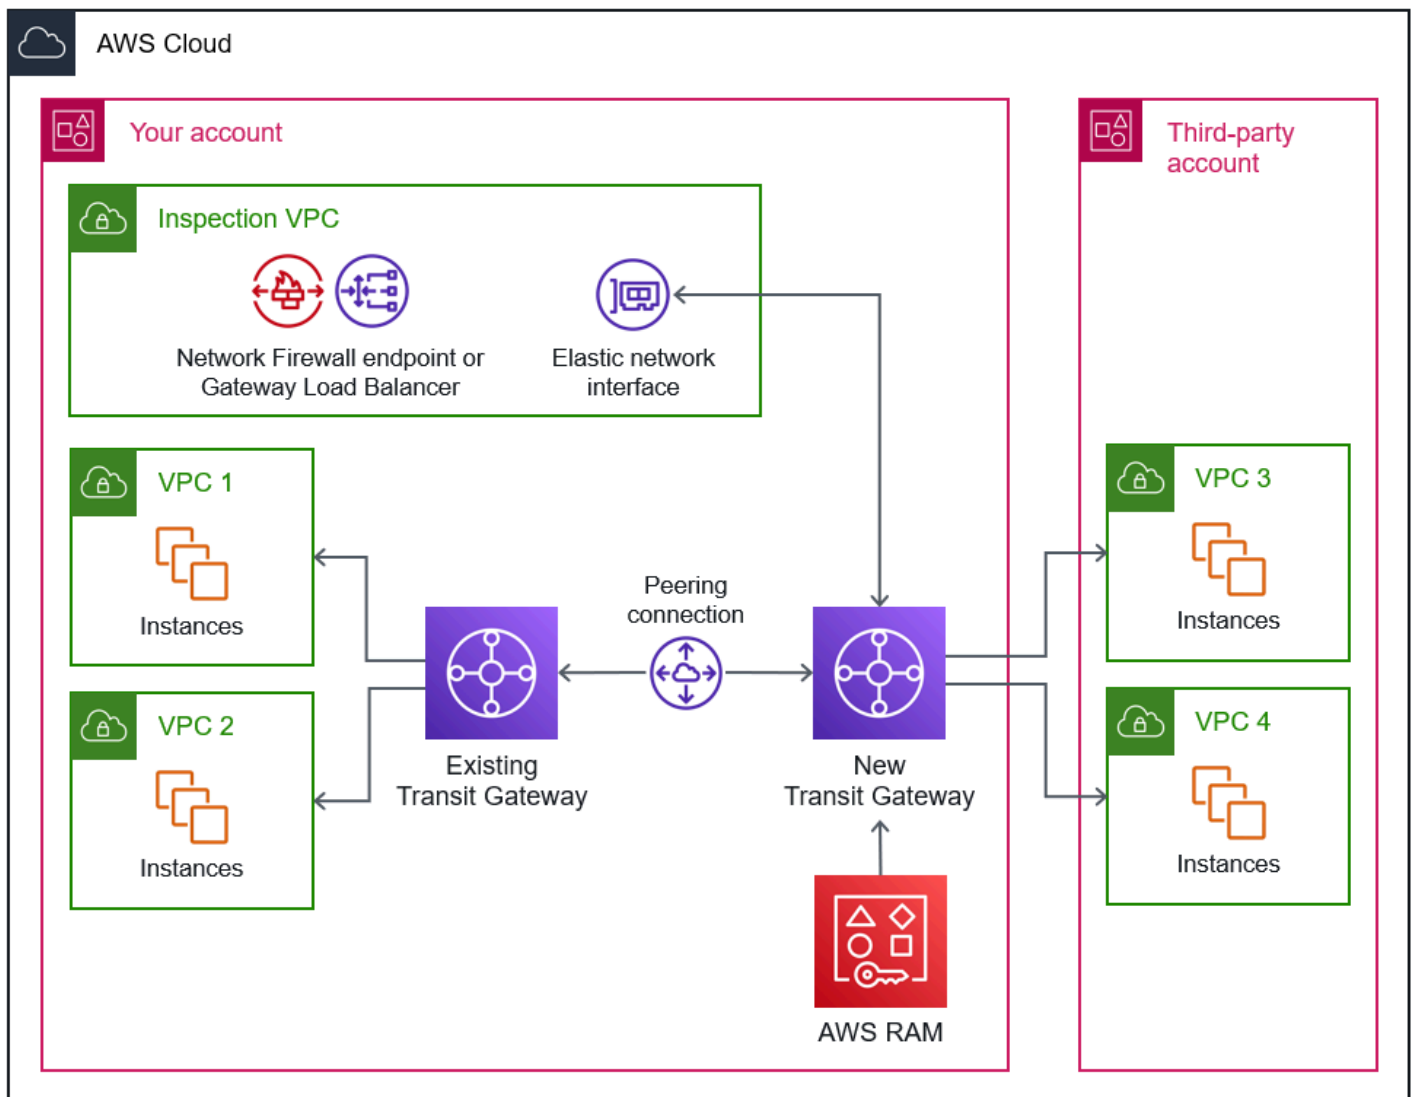 AWS Cloud
Your account
Third-party
account
Inspection VPC
Network Firewall endpoint or
Gateway Load Balancer
Elastic network
interface
VPC 1
Instances
VPC 3
Instances
Peering
connection
VPC 2
Instances
Existing
Transit Gateway
New
Transit Gateway
VPC 4
Instances
AWS RAM